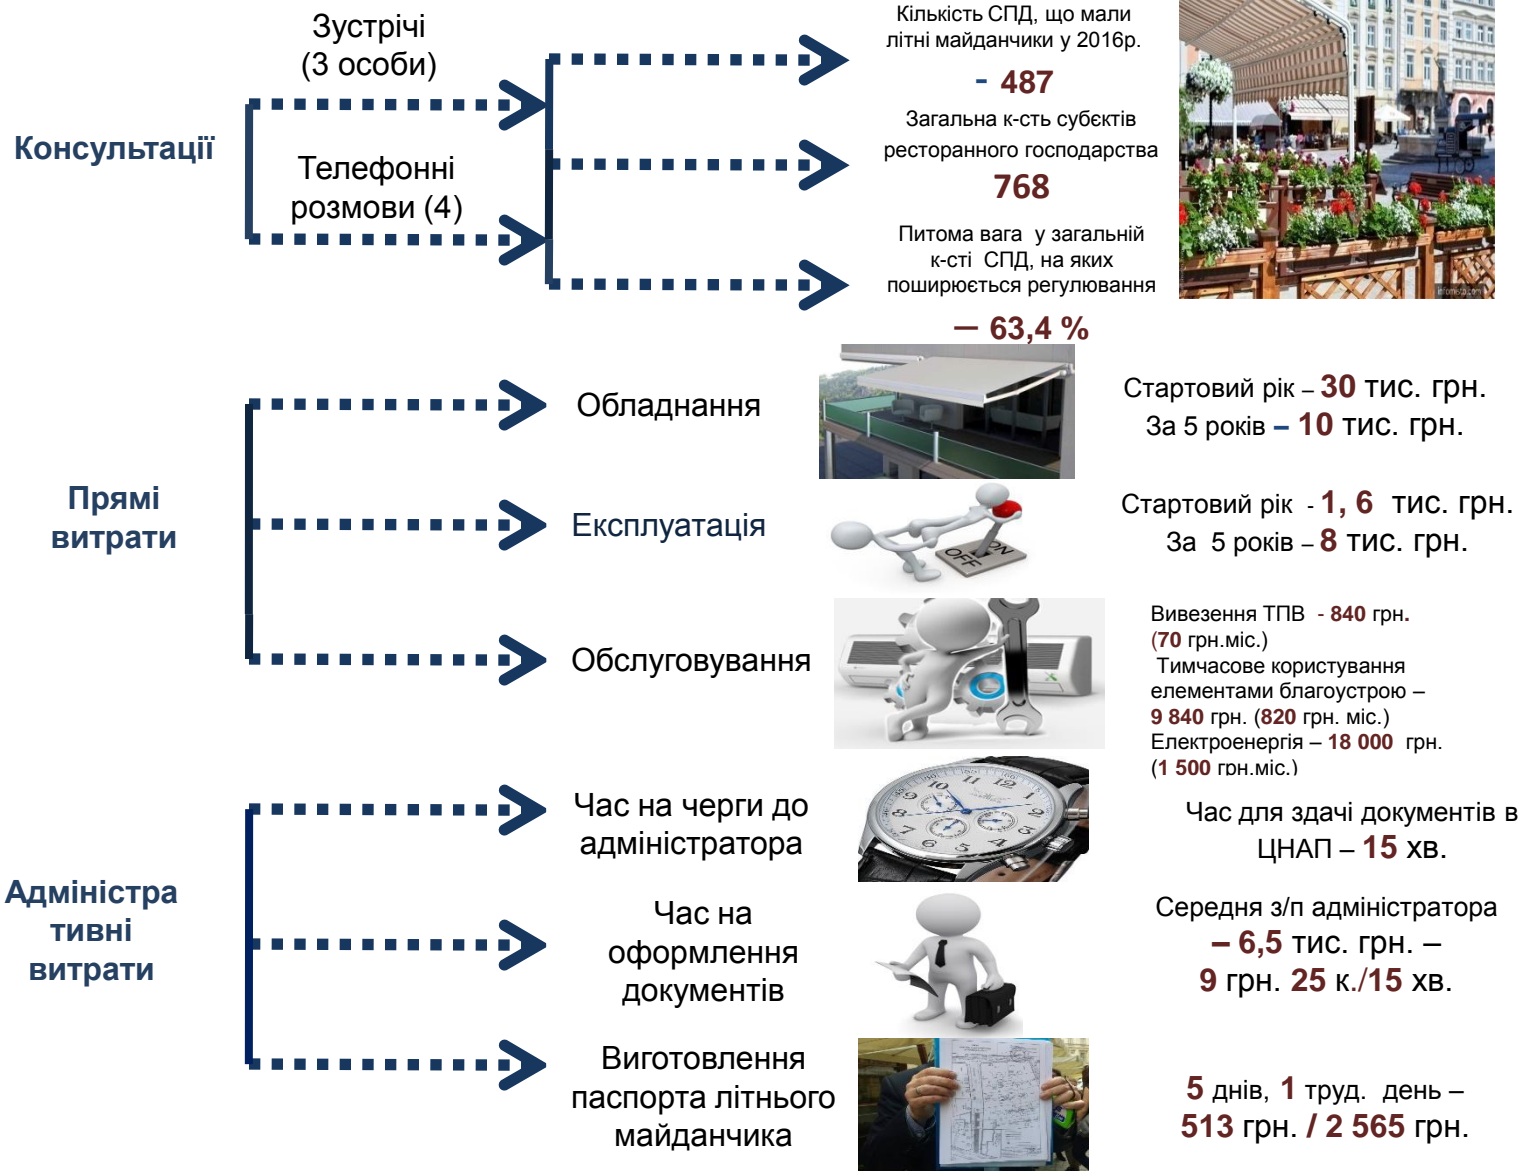 Консультації
Зустрічі
(3 особи)
Телефонні
розмови (4)
Кількість СПД, що мали
літні майданчики у 2016р.
- 487
Загальна к-сть субєктів
ресторанного господарства
768
Питома вага у загальній
к-сті СПД, на яких
поширюється регулювання
– 63,4 %
infomisto.com
Прямі
витрати
Обладнання
Стартовий рік – 30 тис. грн.
За 5 років – 10 тис. грн.
Експлуатація
OFF ON
Стартовий рік - 1, 6 тис. грн.
За 5 років – 8 тис. грн.
Обслуговування
Вивезення ТПВ - 840 грн.
(70 грн.міс.)
Тимчасове користування
елементами благоустрою –
9 840 грн. (820 грн. міс.)
Електроенергія – 18 000 грн.
(1 500 грн.міс.)
Адміністра
тивні
витрати
Час на черги до
адміністратора
Час для здачі документів в
ЦНАП – 15 хв.
Час на
оформлення
документів
Середня з/п адміністратора
– 6,5 тис. грн. –
9 грн. 25 к./15 хв.
Виготовлення
паспорта літнього
майданчика
5 днів, 1 труд. день –
513 грн. / 2 565 грн.